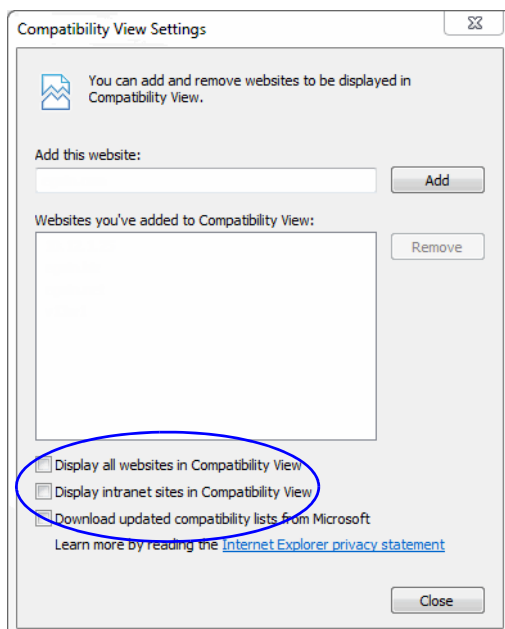 Compatibility View Settings
You can add and remove websites to be displayed in
Compatibility View.
Add this website:
Add
Websites you've added to Compatibility View:
Remove
Display all websites in Compatibility View
Display intranet sites in Compatibility View
Download updated compatibility lists from Microsoft
Learn more by reading the Internet Explorer privacy statement
Close